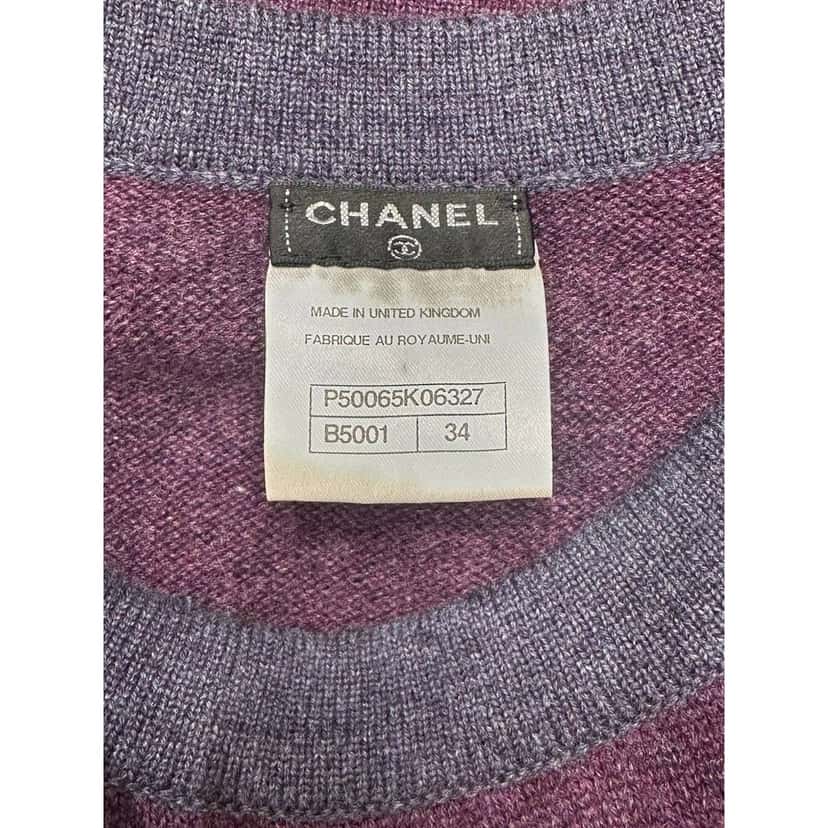 CHANEL
MADE IN UNITED KINGDOM
FABRIQUE AU ROYAUME-UNI
P50065K06327
B5001 34